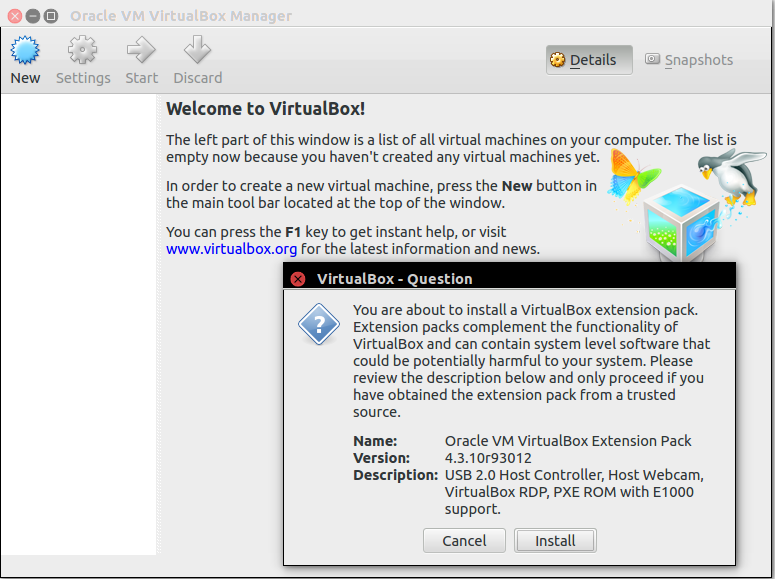 Oracle VM VirtualBox Manager
New Settings Start Discard Details Snapshots
Welcome to VirtualBox!
The left part of this window is a list of all virtual machines on your computer. The list is
empty now because you haven't created any virtual machines yet.
In order to create a new virtual machine, press the New button in
the main tool bar located at the top of the window.
You can press the F1 key to get instant help, or visit
www.virtualbox.org for the latest information and news.
VirtualBox - Question
You are about to install a VirtualBox extension pack.
Extension packs complement the functionality of
VirtualBox and can contain system level software that
could be potentially harmful to your system. Please
review the description below and only proceed if you
have obtained the extension pack from a trusted
source.
Name: Oracle VM VirtualBox Extension Pack
Version: 4.3.10r93012
Description: USB 2.0 Host Controller, Host Webcam,
VirtualBox RDP, PXE ROM with E1000
support.
Cancel Install